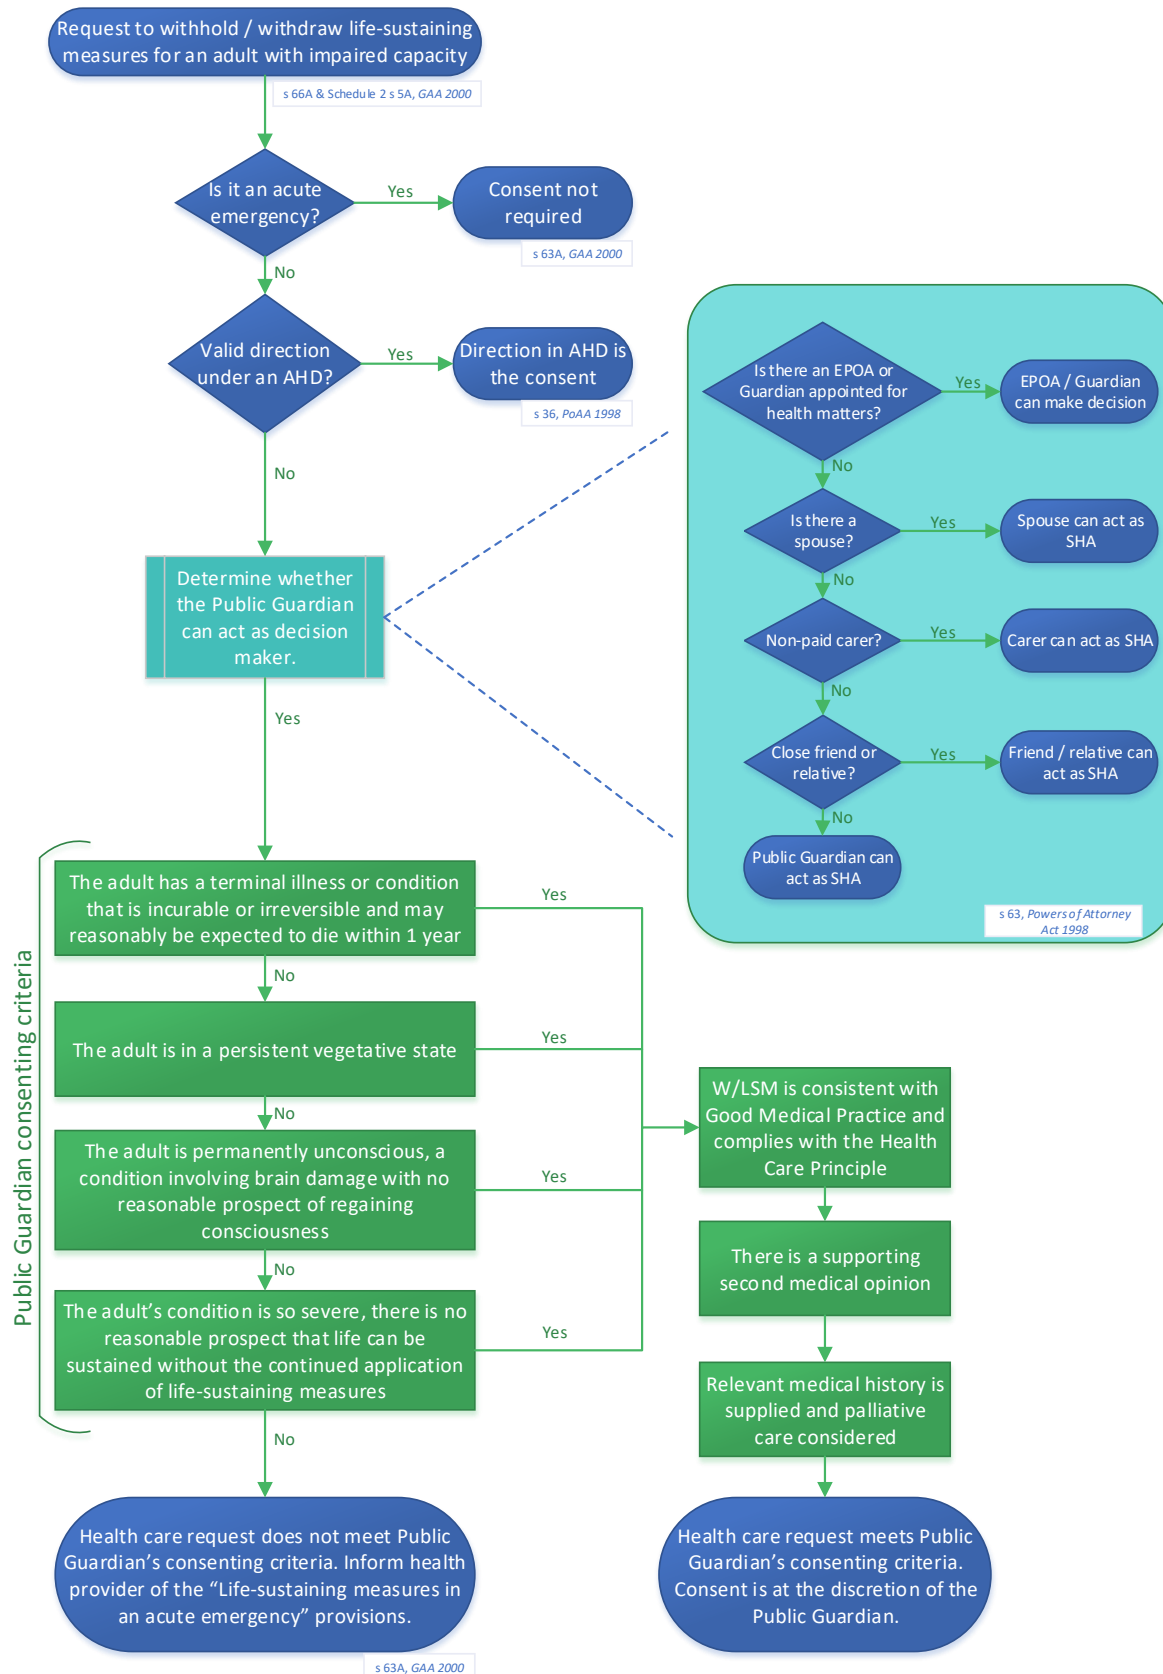 Request to withhold / withdraw life-sustaining
measures for an adult with impaired capacity
s 66A & Schedule 2 s 5A, GAA 2000
Is it an acute
emergency?
Yes
Consent not
required
s 63A, GAA 2000
No
Valid direction
under an AHD?
Yes
Direction in AHD is
the consent
s 36, PoAA 1998
No
Determine whether
the Public Guardian
can act as decision
maker.
Yes
Is there an EPOA or
Guardian appointed for
health matters?
Yes
EPOA / Guardian
can make decision
No
Is there a
spouse?
Yes
Spouse can act as
SHA
No
Non-paid carer?
Yes
Carer can act as SHA
No
Close friend or
relative?
Yes
Friend / relative can
act as SHA
No
Public Guardian can
act as SHA
s 63, Powers of Attorney
Act 1998
Public Guardian consenting criteria
The adult has a terminal illness or condition
that is incurable or irreversible and may
reasonably be expected to die within 1 year
Yes
No
The adult is in a persistent vegetative state
Yes
No
The adult is permanently unconscious, a
condition involving brain damage with no
reasonable prospect of regaining
consciousness
Yes
No
The adult's condition is so severe, there is no
reasonable prospect that life can be
sustained without the continued application
of life-sustaining measures
Yes
No
Health care request does not meet Public
Guardian's consenting criteria. Inform health
provider of the "Life-sustaining measures in
an acute emergency" provisions.
s 63A, GAA 2000
W/LSM is consistent with
Good Medical Practice and
complies with the Health
Care Principle
There is a supporting
second medical opinion
Relevant medical history is
supplied and palliative
care considered
Health care request meets Public
Guardian's consenting criteria.
Consent is at the discretion of the
Public Guardian.